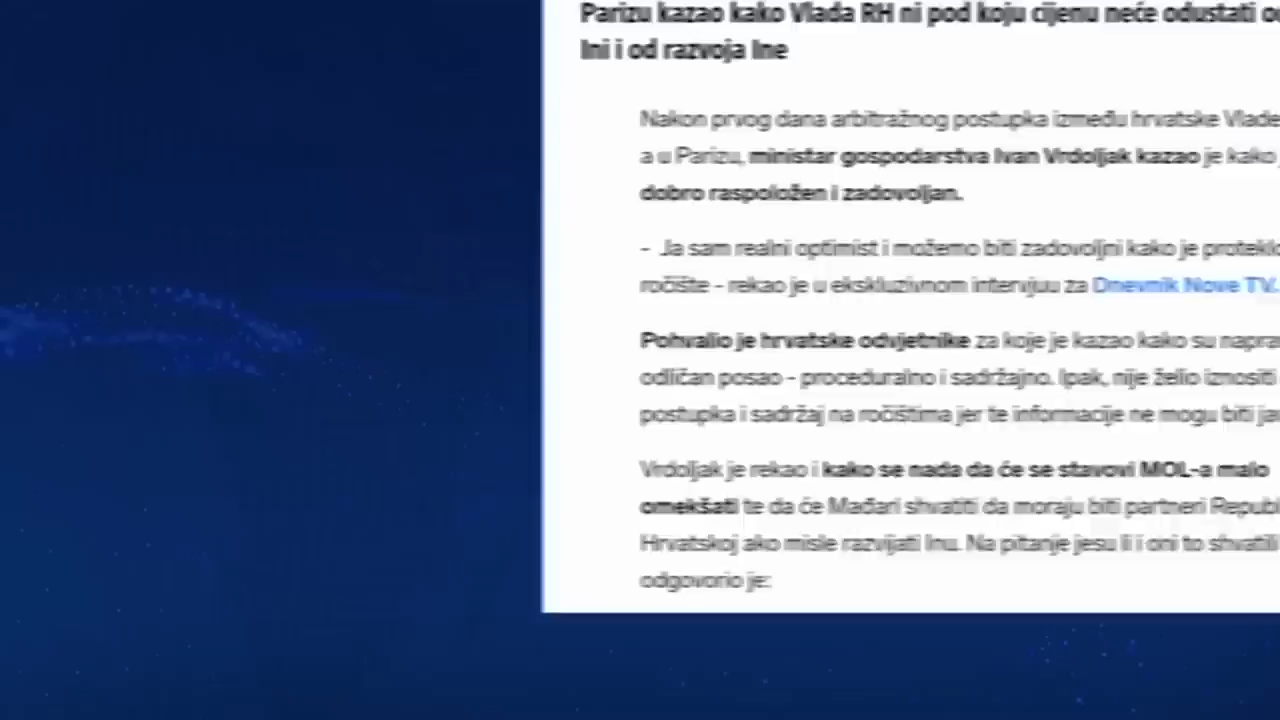 Parizu kazao kako Vlada RH ni pod koju cijenu neće odustati
Ini i od razvoja Ine
Nakon prvog dana arbitražnog postupka između hrvatske Vlade
a u Parizu, ministar gospodarstva Ivan Vrdoljak kazao je kako
dobro raspoložen i zadovoljan.
- Ja sam realni optimist i možemo biti zadovoljni kako je proteklo
ročište - rekao je u ekskluzivnom intervjuu za Dnevnik Nove TV.
Pohvalio je hrvatske odvjetnike za koje je kazao kako su
odličan posao - proceduralno i sadržajno. Ipak, nije želio iznositi
postupka i sadržaj na ročištima jer te informacije ne mogu biti
Vrdoljak je rekao i kako se nada da će se stavovi MOL-a malo
omekšati te da će Mađari shvatiti da moraju biti partneri
Hrvatskoj ako misle razvijati Inu. Na pitanje jesu li i oni to shvatili
odgovorio je: